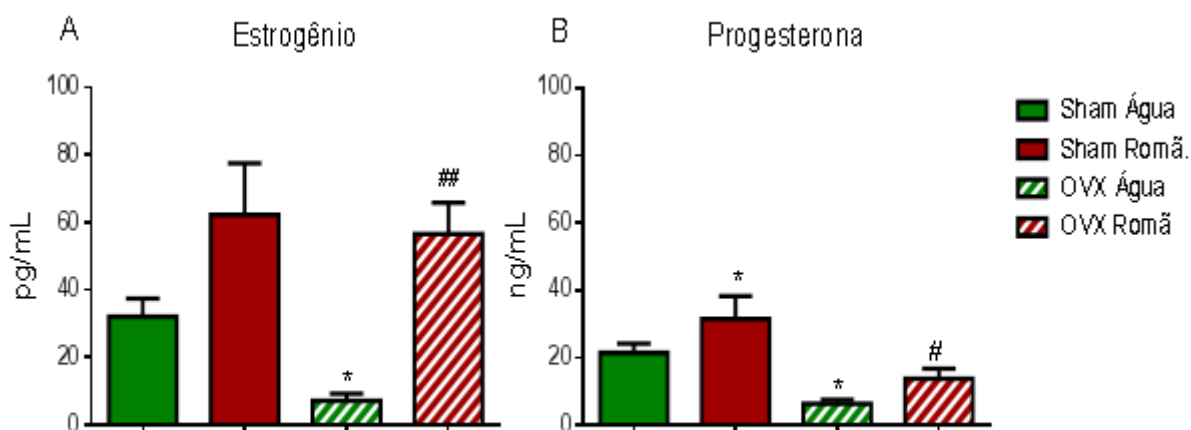 A Estrogênio
pg/mL
100
80
60
40
20
0
*
##
B Progesterona
ng/mL
100
80
60
40
20
0
*
*
#
Sham Água
Sham Romã.
OVX Água
OVX Romã